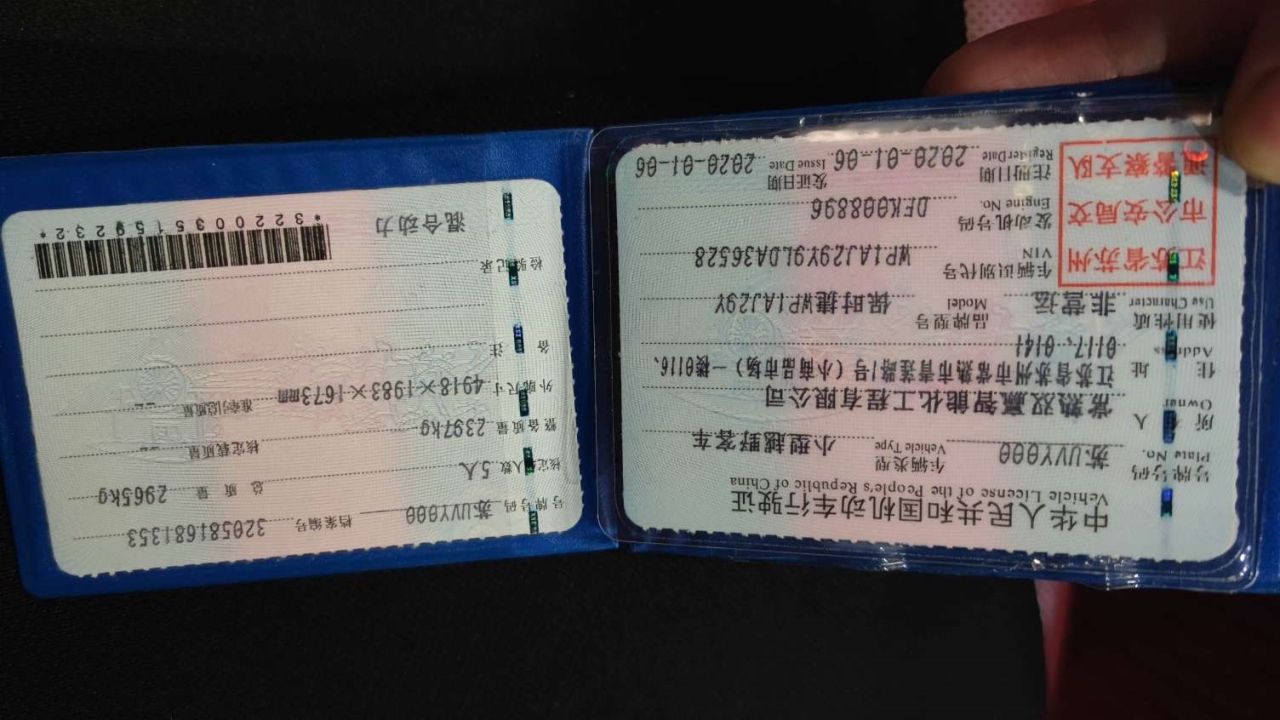 中华人民共和国机动车行驶证
Vehicle License of the People's Republic of China
号牌号码 Plate No. 苏UVY000 车辆类型 Vehicle Type 小型越野客车
所有人 Owner 常熟双赢智能化工程有限公司
住址 Address 江苏省苏州市常熟市青莲路1号(小商品市场)一楼0116、
0117、0141
使用性质 Use Character 非营运 品牌型号 Model 保时捷WP1AJ29Y
江苏省苏州
市公安局交
通警察支队
车辆识别代号 VIN WP1AJ29Y9LDA36528
发动机号码 Engine No. DEK008896
注册日期 Register Date 2020-01-06 发证日期 Issue Date 2020-01-06
号牌号码 苏UVY000 档案编号 320581681353
核定载人数 5人 总质量 2965kg
整备质量 2397kg 核定载质量 --
外廓尺寸 4918×1983×1673mm 准牵引总质量 --
备注
检验记录
混合动力
*3220035159232*